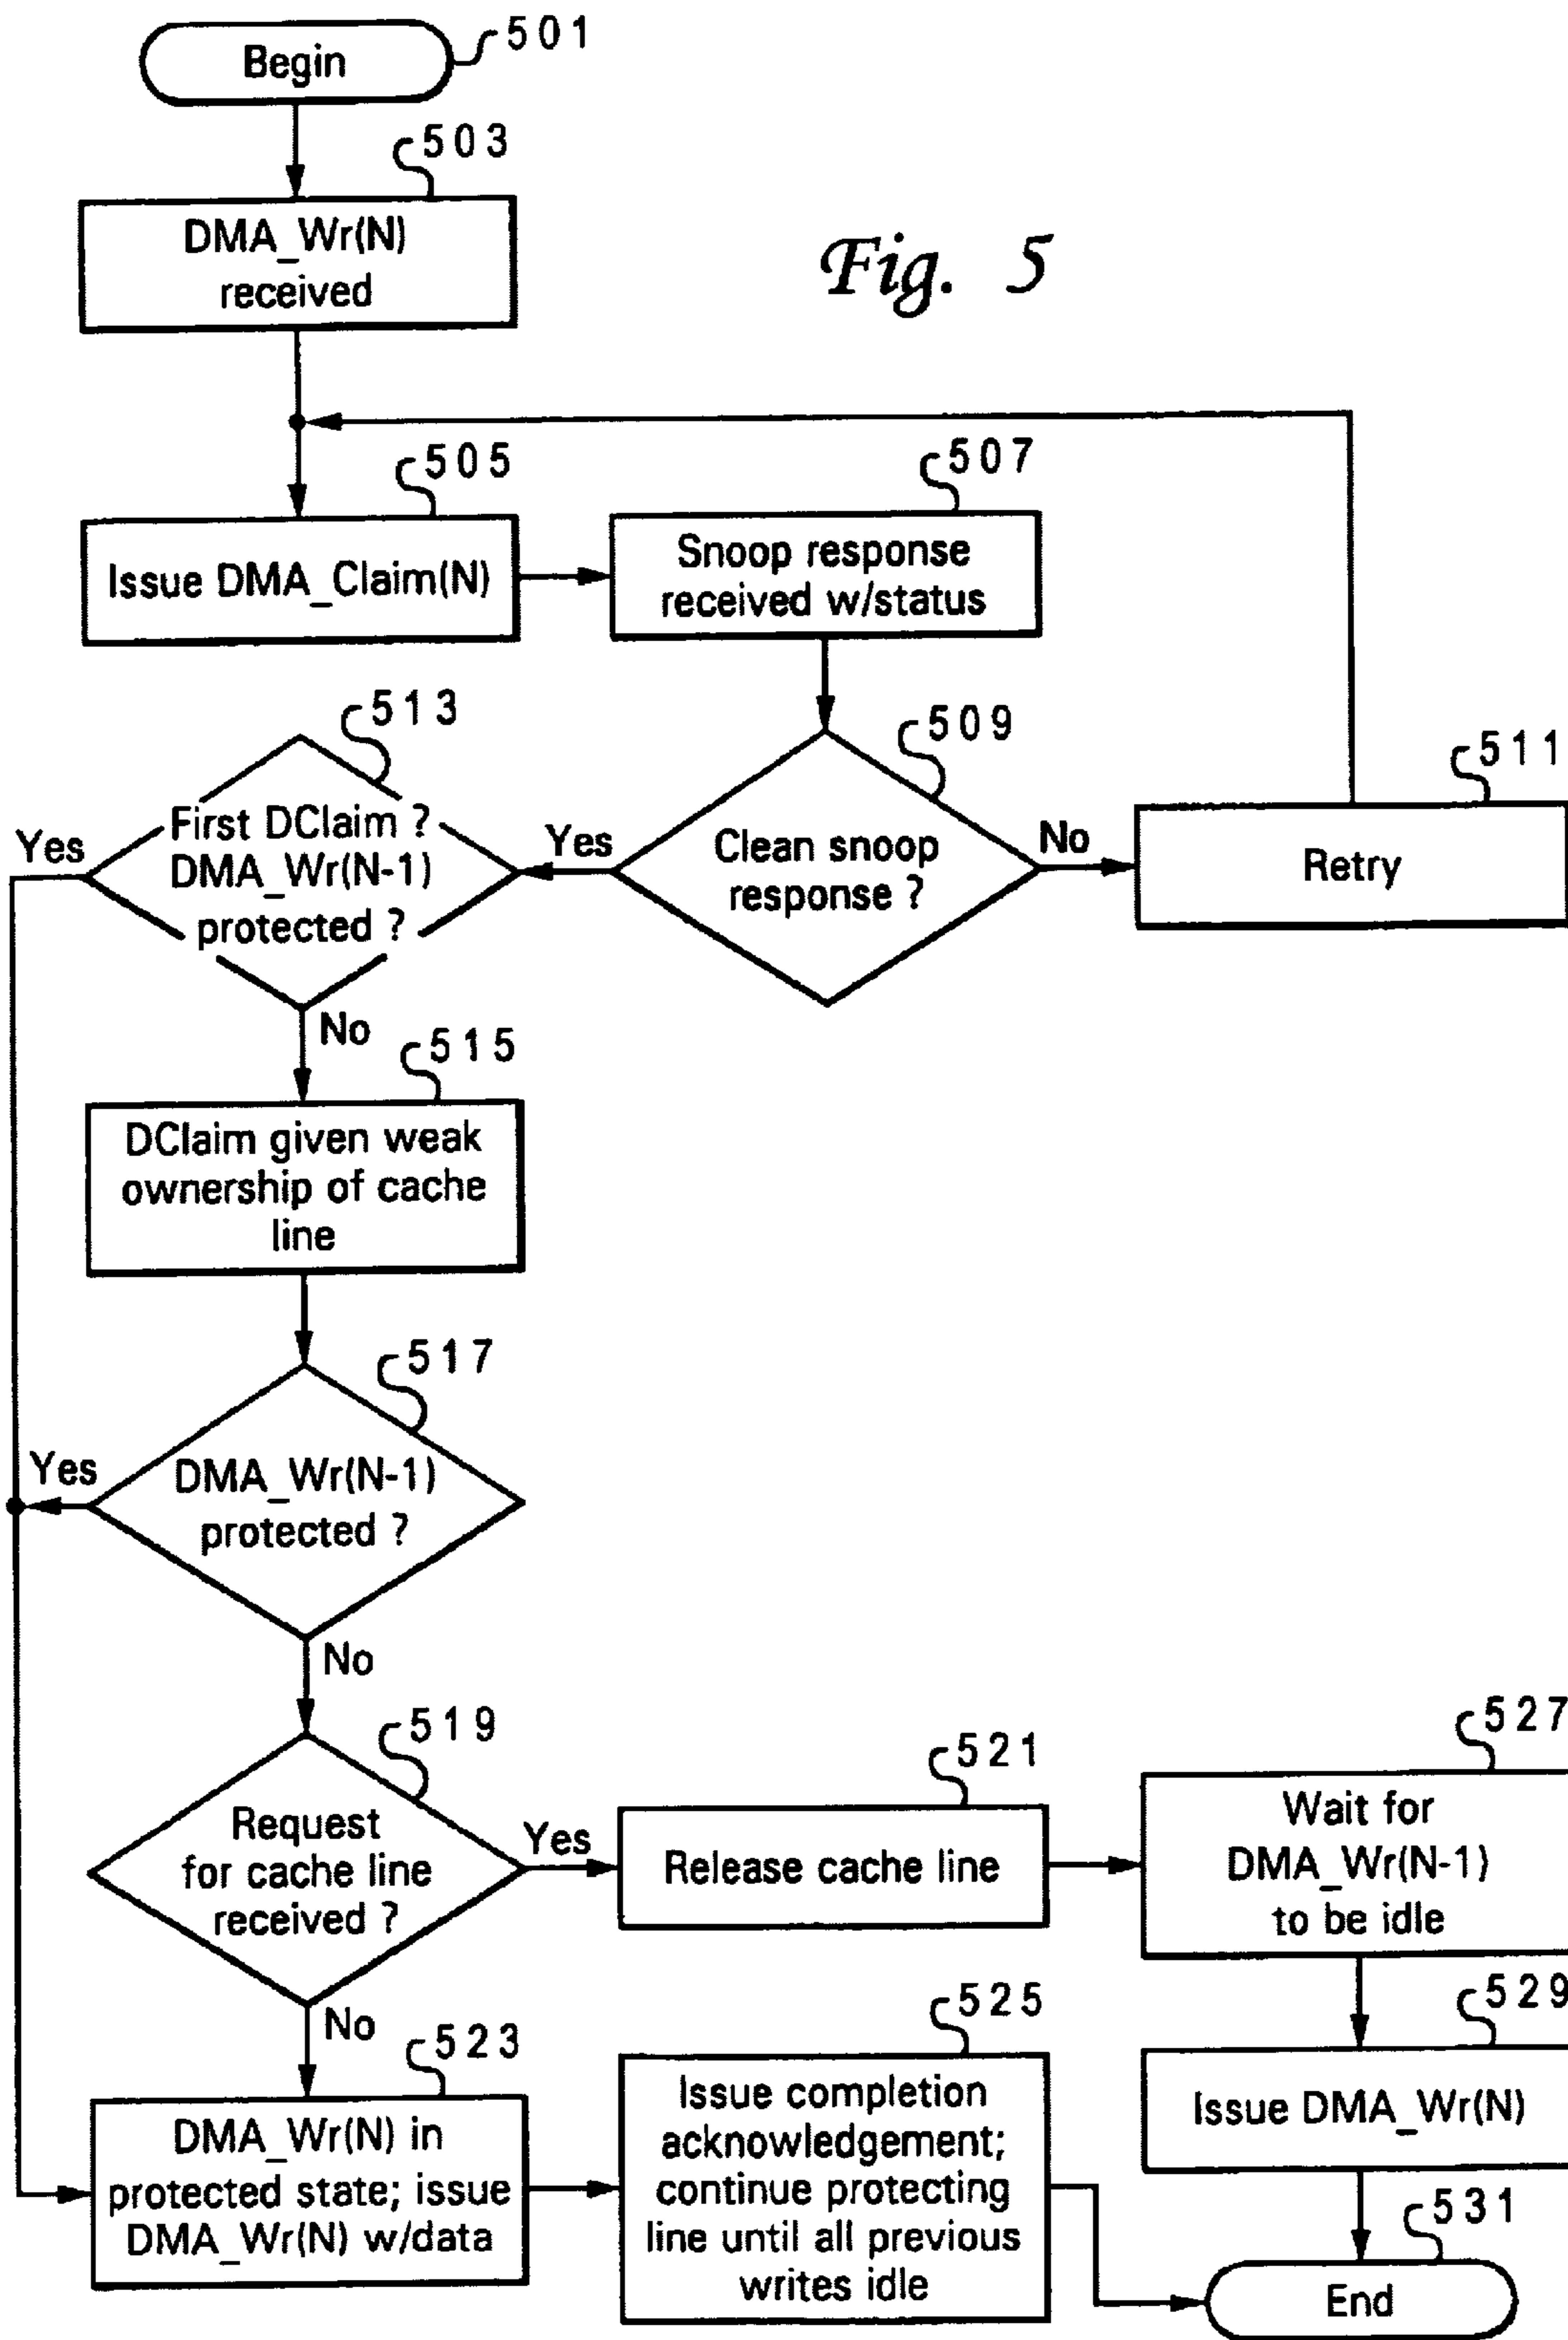 Begin
501
503
DMA_Wr(N)
received
Fig. 5
505
Issue DMA_Claim(N)
507
Snoop response
received w/status
513
First DClaim ?
DMA_Wr(N-1)
protected ?
Yes
No
509
Clean snoop
response ?
Yes
No
511
Retry
515
DClaim given weak
ownership of cache
line
517
DMA_Wr(N-1)
protected ?
Yes
No
519
Request
for cache line
received ?
Yes
No
521
Release cache line
527
Wait for
DMA_Wr(N-1)
to be idle
523
DMA_Wr(N) in
protected state; issue
DMA_Wr(N) w/data
525
Issue completion
acknowledgement;
continue protecting
line until all previous
writes idle
529
Issue DMA_Wr(N)
531
End